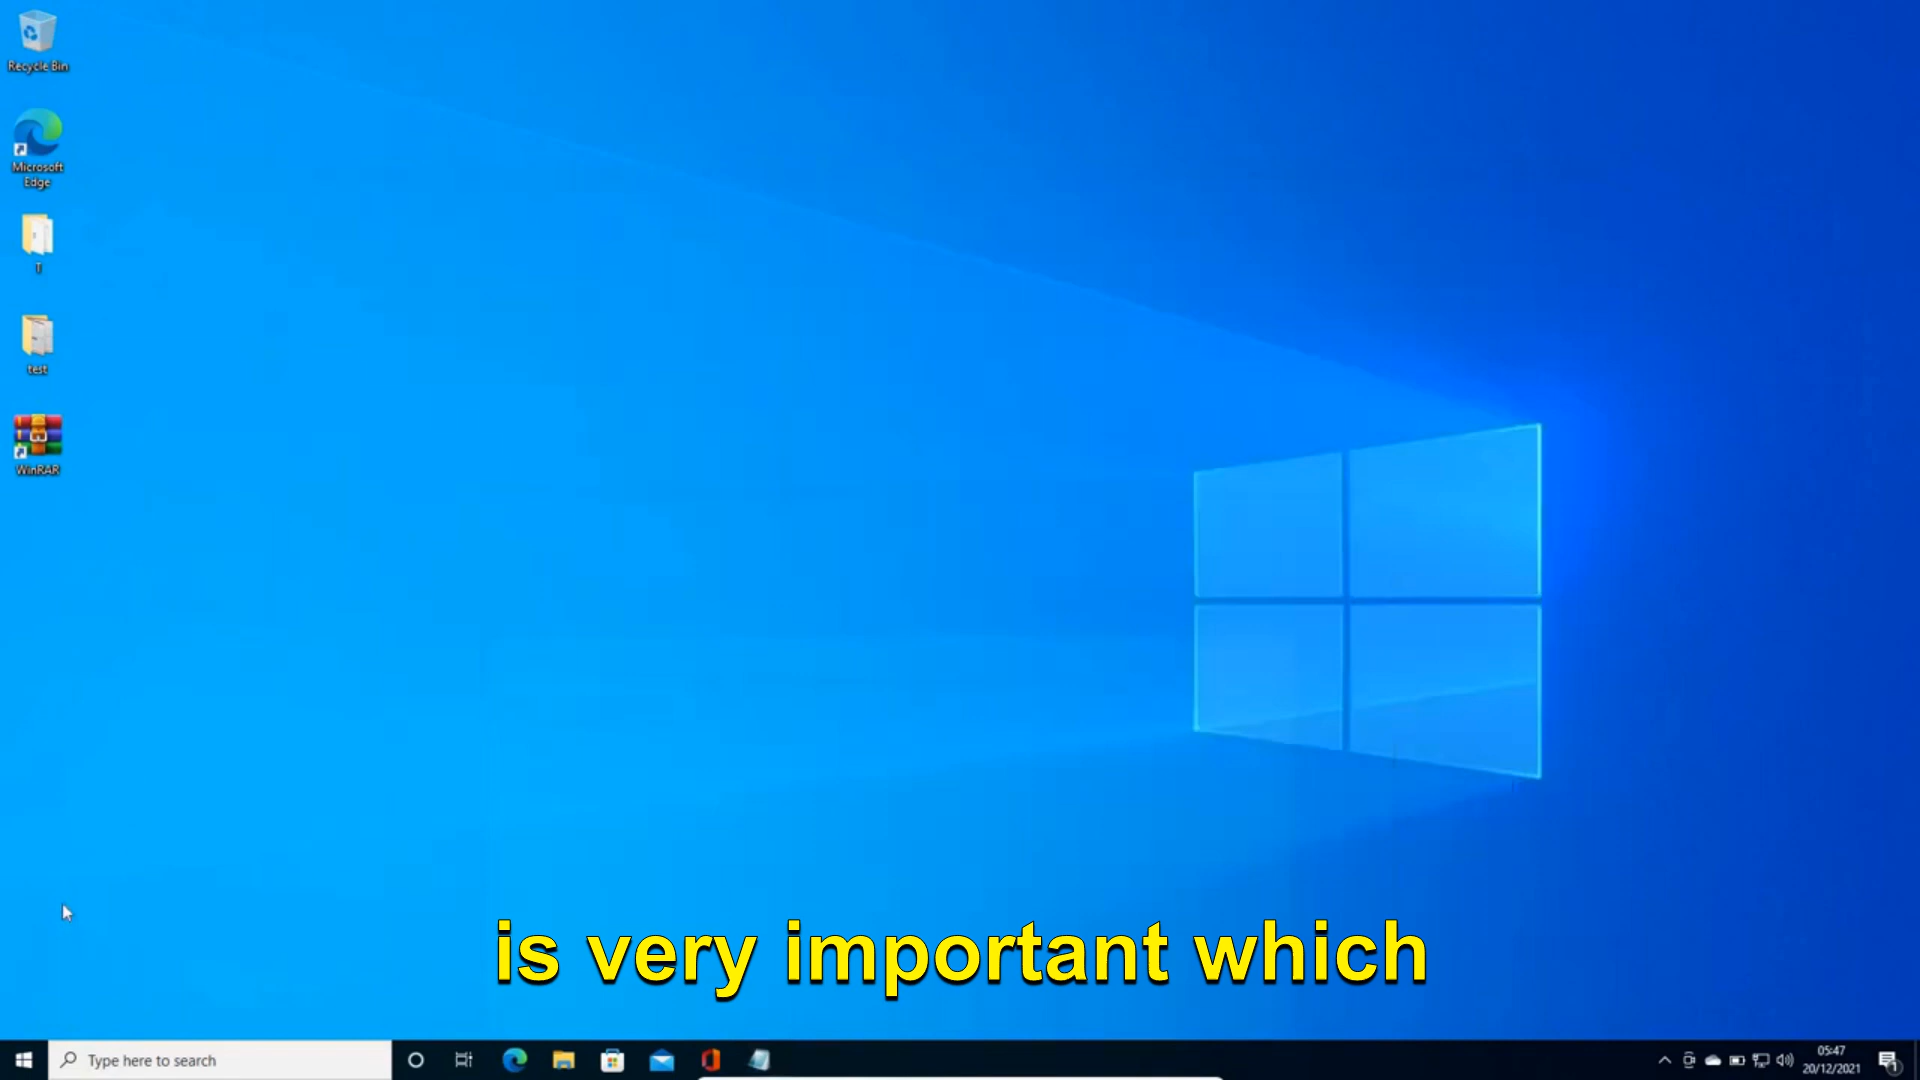 Recycle Bin
Microsoft
Edge
T
test
WinRAR
is very important which
Type here to search
05:47
20/12/2021
1